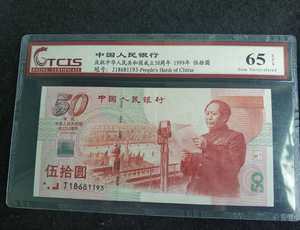 TCIS
中国人民银行
庆祝中华人民共和国成立50周年 1999年 伍拾圆
冠号: J18681193-People's Bank of China
65 EPQ
Gem Uncirculated
50
中国人民银行
伍拾圆
J18681193
50